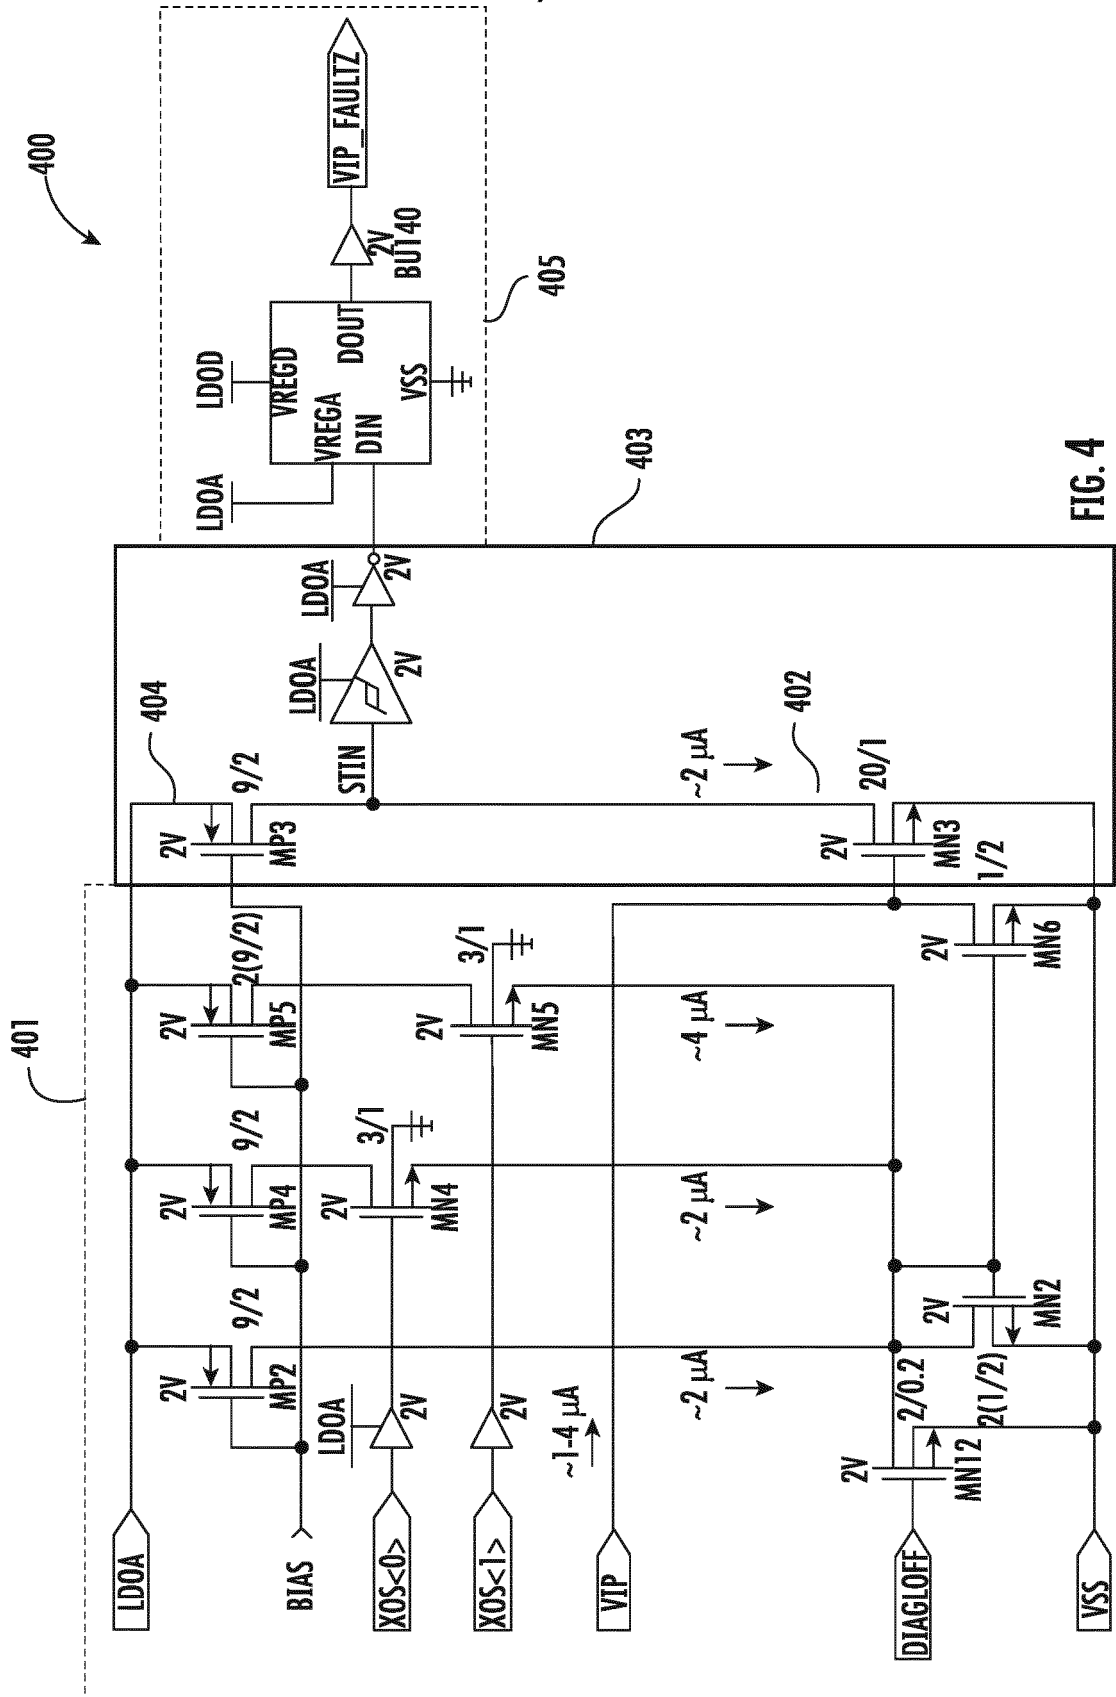 400
401
LDOA
BIAS
XOS<0>
XOS<1>
VIP
DIAGLOFF
VSS
2V
MP2
9/2
2V
MP4
9/2
2V
MP5
2(9/2)
2V
MP3
9/2
404
LDOA
2V
2V
2V
MN4
3/1
2V
MN5
3/1
~1-4 µA
~2 µA
~2 µA
~4 µA
~2 µA
402
2V
MN12
2/0.2
2V
MN2
2(1/2)
2V
MN6
1/2
2V
MN3
20/1
STIN
LDOA
2V
LDOA
2V
403
LDOA
LDOD
VREGD
VREGA
DIN
DOUT
VSS
2V
BU140
VIP_FAULTZ
405
FIG. 4